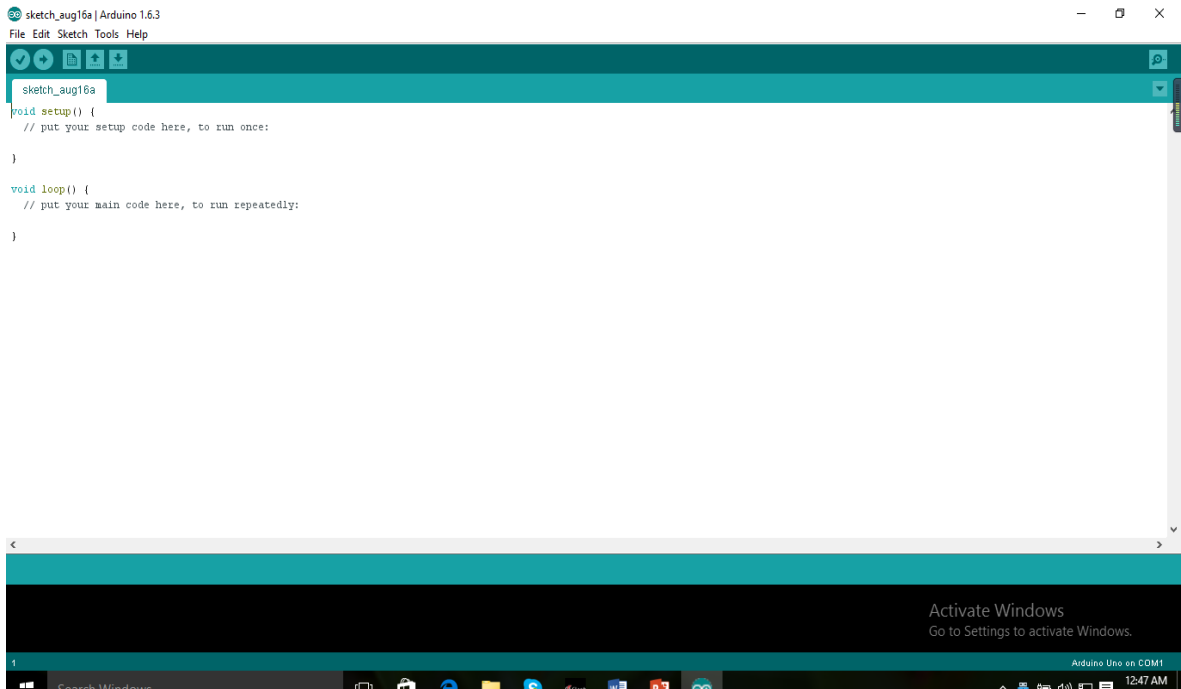 sketch_aug16a | Arduino 1.6.3
File Edit Sketch Tools Help
sketch_aug16a
void setup() {
  // put your setup code here, to run once:
}
void loop() {
  // put your main code here, to run repeatedly:
}
Activate Windows
Go to Settings to activate Windows.
1
Arduino Uno on COM1
Search Windows
12:47 AM